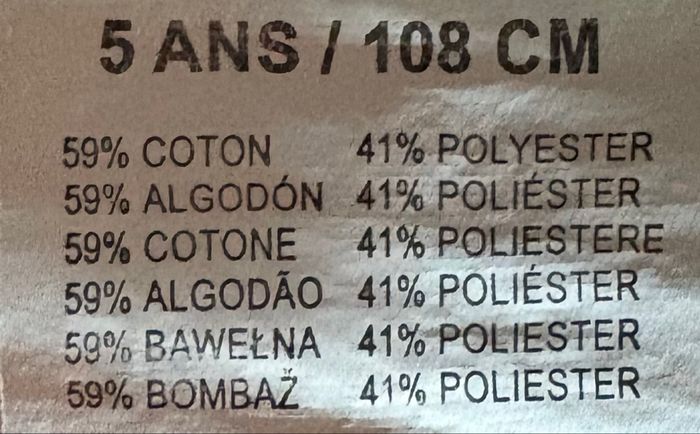 5 ANS / 108 CM
59% COTON 41% POLYESTER
59% ALGODÓN 41% POLIÉSTER
59% COTONE 41% POLIESTERE
59% ALGODÃO 41% POLIÉSTER
59% BAWEŁNA 41% POLIESTER
59% BOMBAŽ 41% POLIESTER